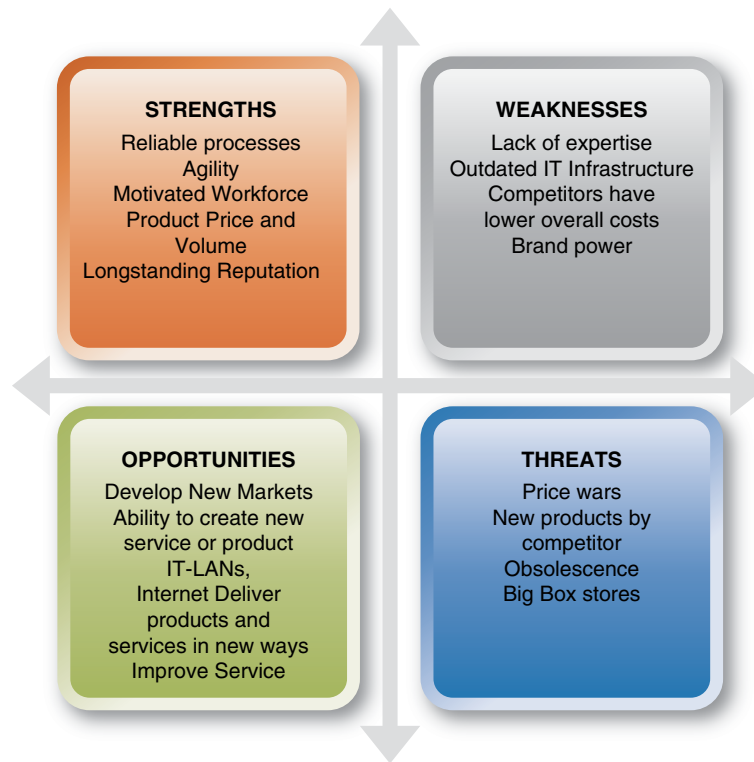 STRENGTHS
Reliable processes
Agility
Motivated Workforce
Product Price and
Volume
Longstanding Reputation
WEAKNESSES
Lack of expertise
Outdated IT Infrastructure
Competitors have
lower overall costs
Brand power
OPPORTUNITIES
Develop New Markets
Ability to create new
service or product
IT-LANs,
Internet Deliver
products and
services in new ways
Improve Service
THREATS
Price wars
New products by
competitor
Obsolescence
Big Box stores